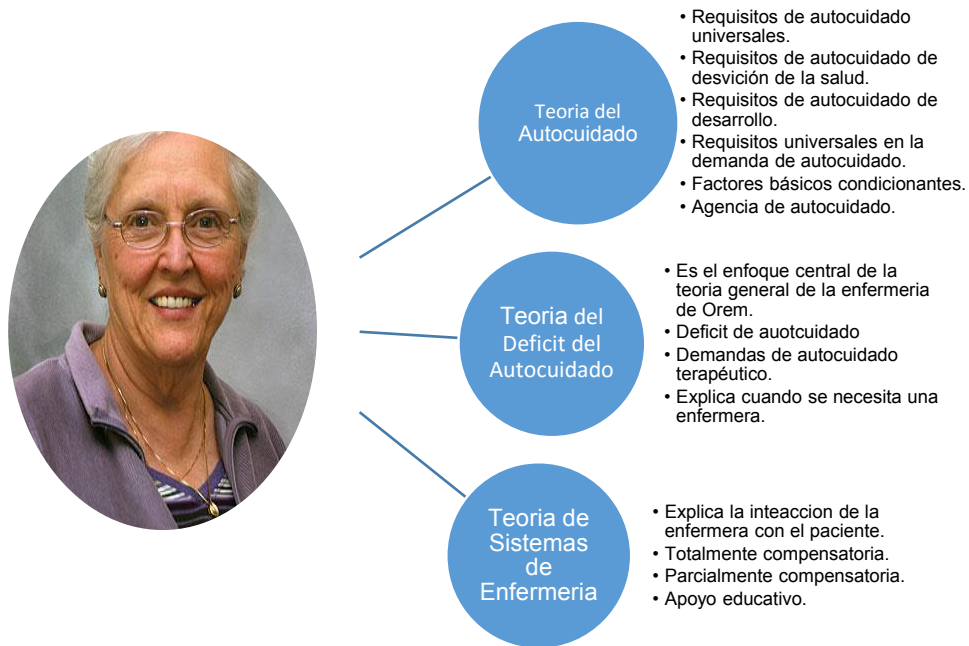 Teoria del
Autocuidado
• Requisitos de autocuidado
universales.
• Requisitos de autocuidado de
desvición de la salud.
• Requisitos de autocuidado de
desarrollo.
• Requisitos universales en la
demanda de autocuidado.
• Factores básicos condicionantes.
• Agencia de autocuidado.
Teoria del
Deficit del
Autocuidado
• Es el enfoque central de la
teoria general de la enfermeria
de Orem.
• Deficit de auotcuidado
• Demandas de autocuidado
terapéutico.
• Explica cuando se necesita una
enfermera.
Teoria de
Sistemas
de
Enfermeria
• Explica la inteaccion de la
enfermera con el paciente.
• Totalmente compensatoria.
• Parcialmente compensatoria.
• Apoyo educativo.